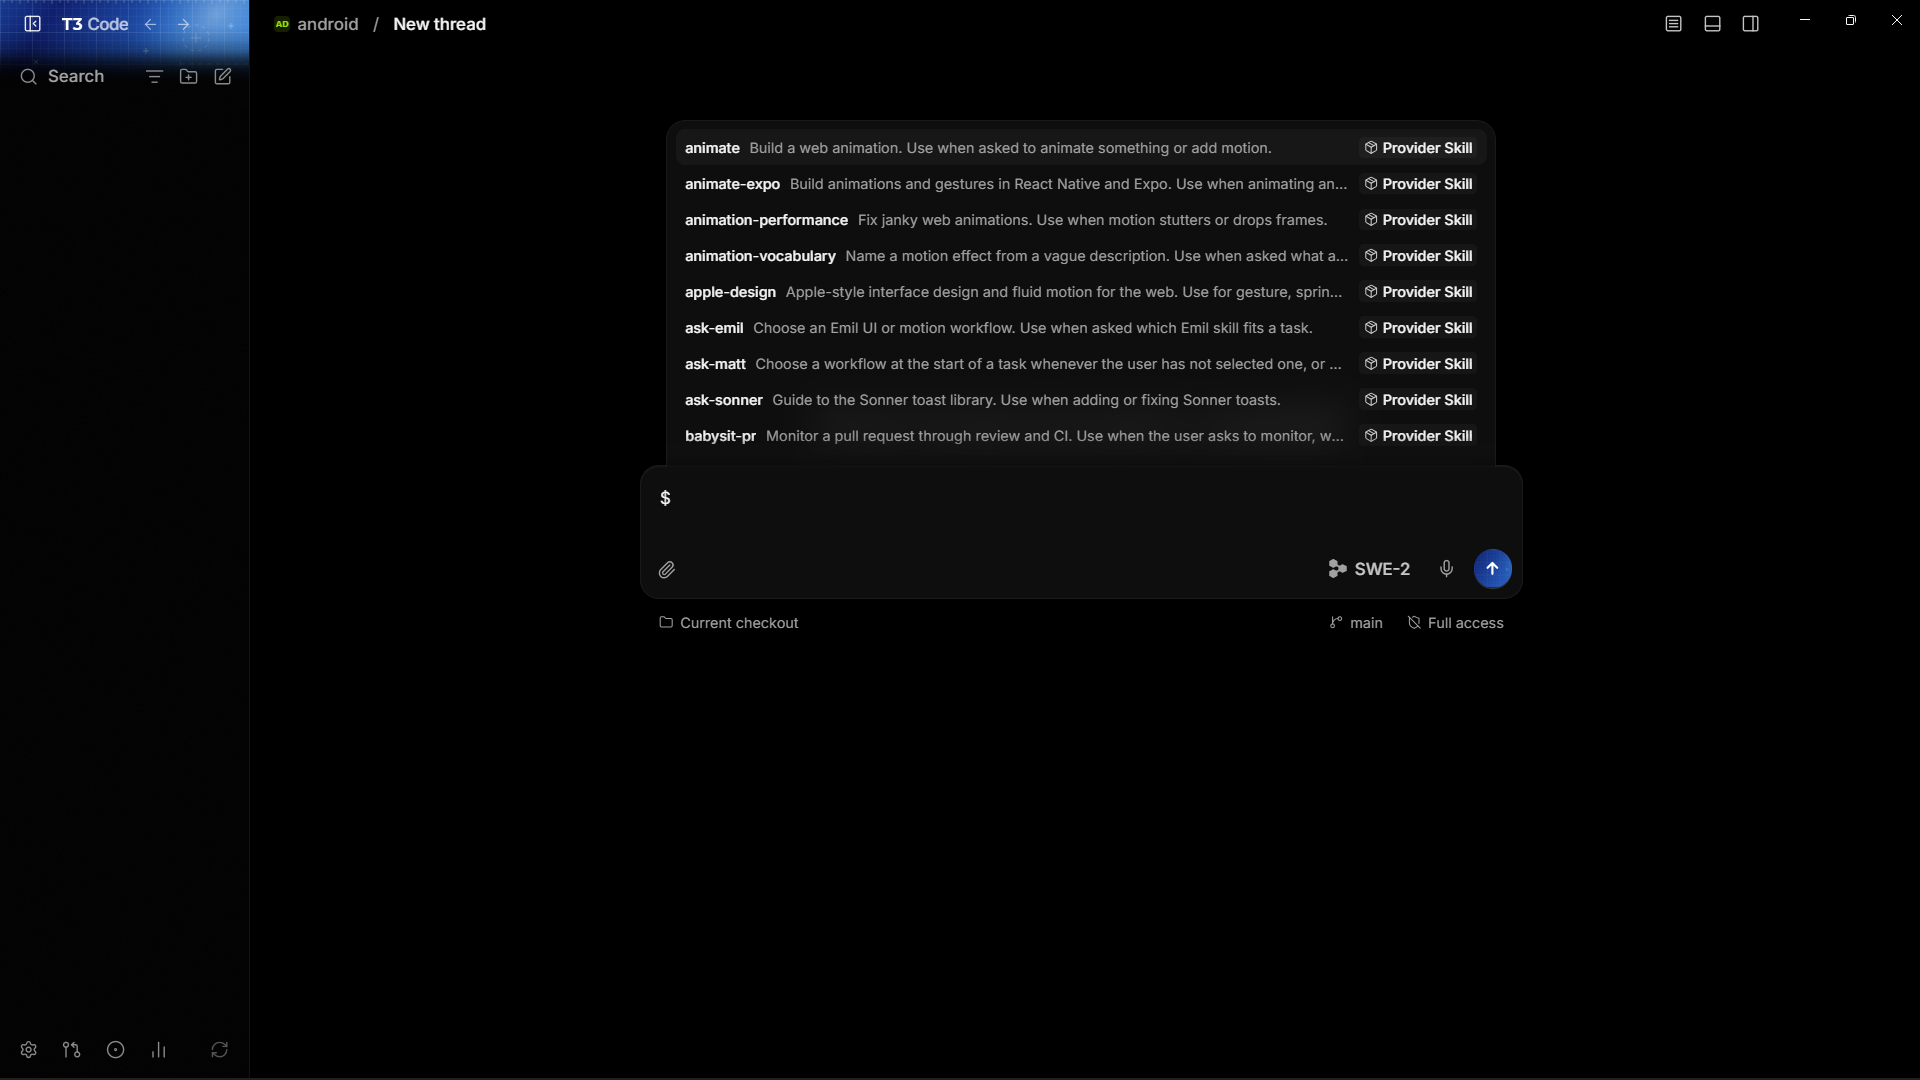 T3 Code
AD android / New thread
Search
animate Build a web animation. Use when asked to animate something or add motion. Provider Skill
animate-expo Build animations and gestures in React Native and Expo. Use when animating an... Provider Skill
animation-performance Fix janky web animations. Use when motion stutters or drops frames. Provider Skill
animation-vocabulary Name a motion effect from a vague description. Use when asked what a... Provider Skill
apple-design Apple-style interface design and fluid motion for the web. Use for gesture, sprin... Provider Skill
ask-emil Choose an Emil UI or motion workflow. Use when asked which Emil skill fits a task. Provider Skill
ask-matt Choose a workflow at the start of a task whenever the user has not selected one, or ... Provider Skill
ask-sonner Guide to the Sonner toast library. Use when adding or fixing Sonner toasts. Provider Skill
babysit-pr Monitor a pull request through review and CI. Use when the user asks to monitor, w... Provider Skill
$
SWE-2
Current checkout main Full access